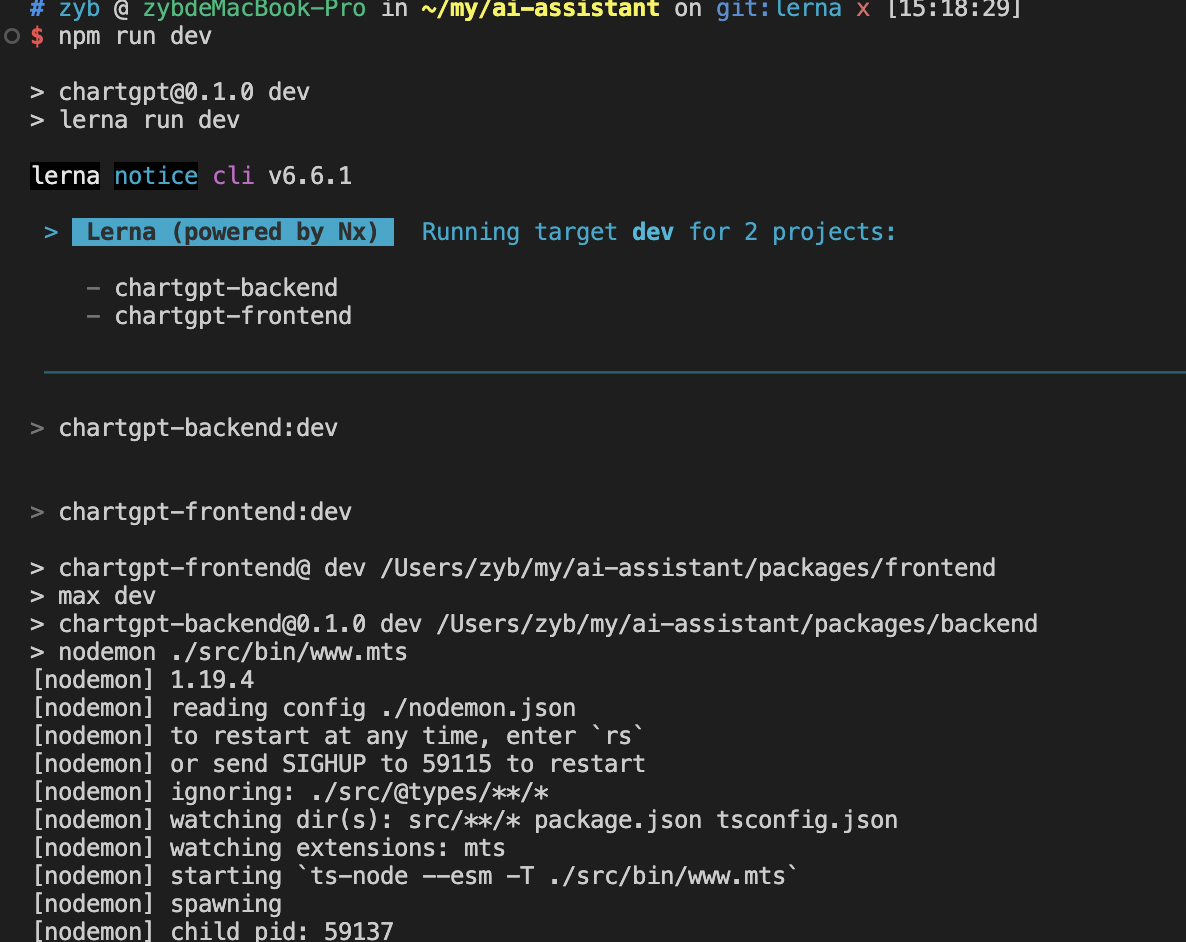 # zyb @ zybdeMacBook-Pro in ~/my/ai-assistant on git:lerna x [15:18:29]
$ npm run dev
> chartgpt@0.1.0 dev
> lerna run dev
lerna notice cli v6.6.1
> Lerna (powered by Nx) Running target dev for 2 projects:
- chartgpt-backend
- chartgpt-frontend
> chartgpt-backend:dev
> chartgpt-frontend:dev
> chartgpt-frontend@ dev /Users/zyb/my/ai-assistant/packages/frontend
> max dev
> chartgpt-backend@0.1.0 dev /Users/zyb/my/ai-assistant/packages/backend
> nodemon ./src/bin/www.mts
[nodemon] 1.19.4
[nodemon] reading config ./nodemon.json
[nodemon] to restart at any time, enter `rs`
[nodemon] or send SIGHUP to 59115 to restart
[nodemon] ignoring: ./src/@types/**/*
[nodemon] watching dir(s): src/**/* package.json tsconfig.json
[nodemon] watching extensions: mts
[nodemon] starting `ts-node --esm -T ./src/bin/www.mts`
[nodemon] spawning
[nodemon] child pid: 59137